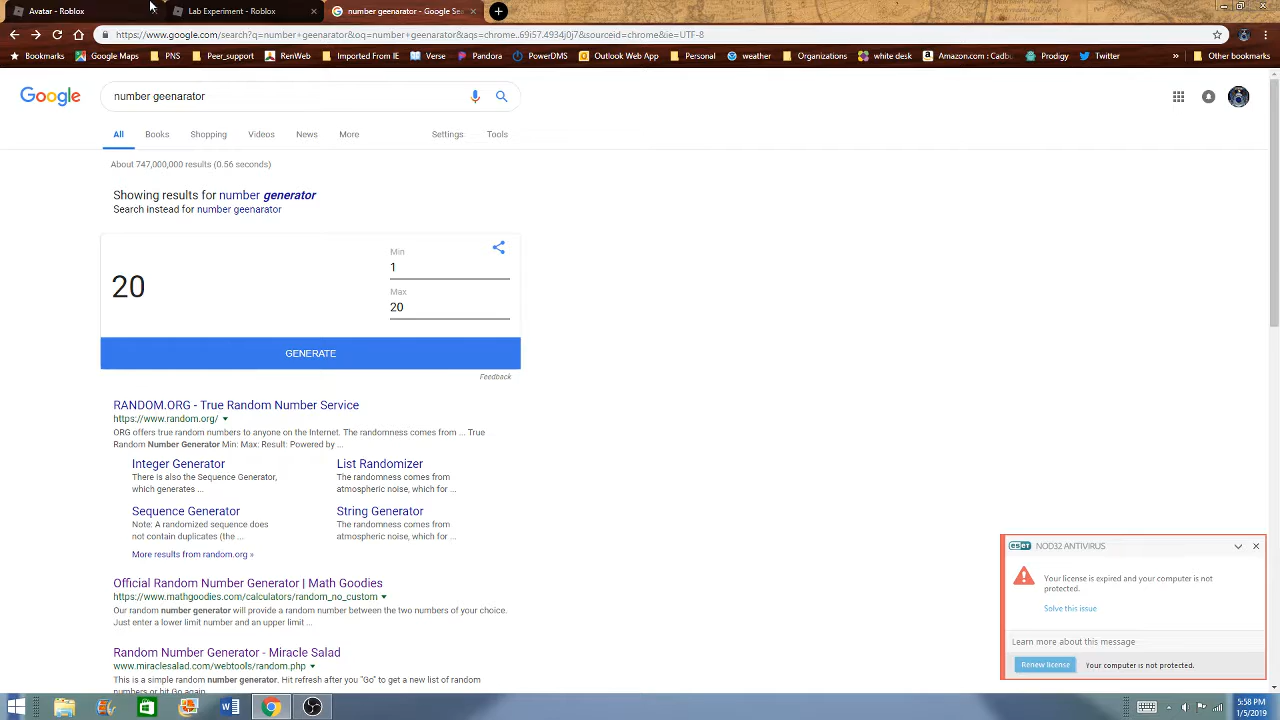 Avatar - Roblox
Lab Experiment - Roblox
number geenarator - Google Se
https://www.google.com/search?q=number+geenarator&oq=number+geenarator&aqs=chrome..69i57.4934j0j7&sourceid=chrome&ie=UTF-8
Bookmarks
Google Maps
PNS
Peer_support
RenWeb
Imported From IE
Verse
Pandora
PowerDMS
Outlook Web App
Personal
weather
Organizations
white desk
Amazon.com : Cadbu
Prodigy
Twitter
»
Other bookmarks
Google
number geenarator
All
Books
Shopping
Videos
News
More
Settings
Tools
About 747,000,000 results (0.56 seconds)
Showing results for number generator
Search instead for number geenarator
20
Min
1
Max
20
GENERATE
Feedback
RANDOM.ORG - True Random Number Service
https://www.random.org/
ORG offers true random numbers to anyone on the Internet. The randomness comes from ... True
Random Number Generator Min: Max: Result: Powered by ...
Integer Generator
There is also the Sequence Generator,
which generates ...
List Randomizer
The randomness comes from
atmospheric noise, which for ...
Sequence Generator
Note: A randomized sequence does
not contain duplicates (the ...
String Generator
The randomness comes from
atmospheric noise, which for ...
More results from random.org »
Official Random Number Generator | Math Goodies
https://www.mathgoodies.com/calculators/random_no_custom
Our random number generator will provide a random number between the two numbers of your choice.
Just enter a lower limit number and an upper limit ...
Random Number Generator - Miracle Salad
www.miraclesalad.com/webtools/random.php
This is a simple random number generator. Hit refresh anier you "Go" to get a new list of random
numbers or hit Go again.
eset NOD32 ANTIVIRUS
Your license is expired and your computer is not
protected.
Solve this issue
Learn more about this message
Renew license
Your computer is not protected.
5:58 PM
1/5/2019